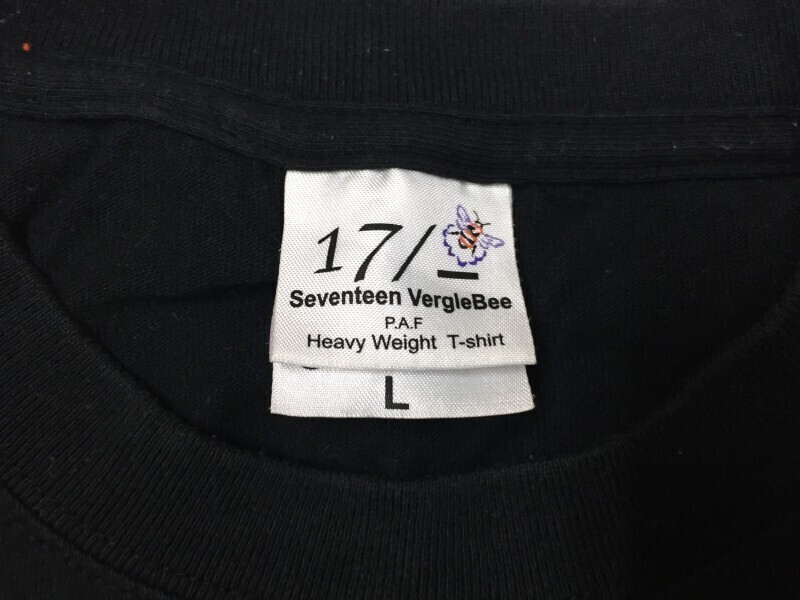 17/_
Seventeen VergleBee
P.A.F
Heavy Weight T-shirt
L